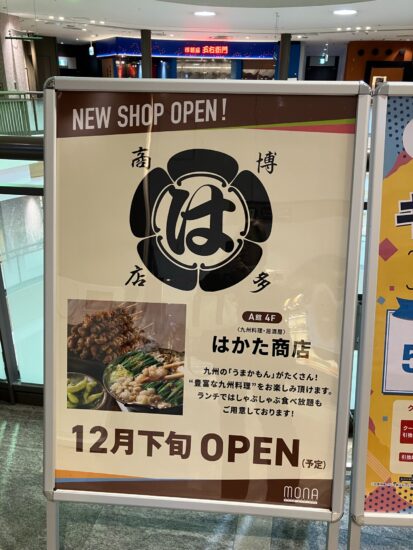 NEW SHOP OPEN!
博多
商店
は
A館 4F
〈九州料理・居酒屋〉
はかた商店
九州の「うまかもん」がたくさん!
"豊富な九州料理"をお楽しみ頂けます。
ランチではしゃぶしゃぶ食べ放題も
ご用意しております!
12月下旬 OPEN(予定)
mona